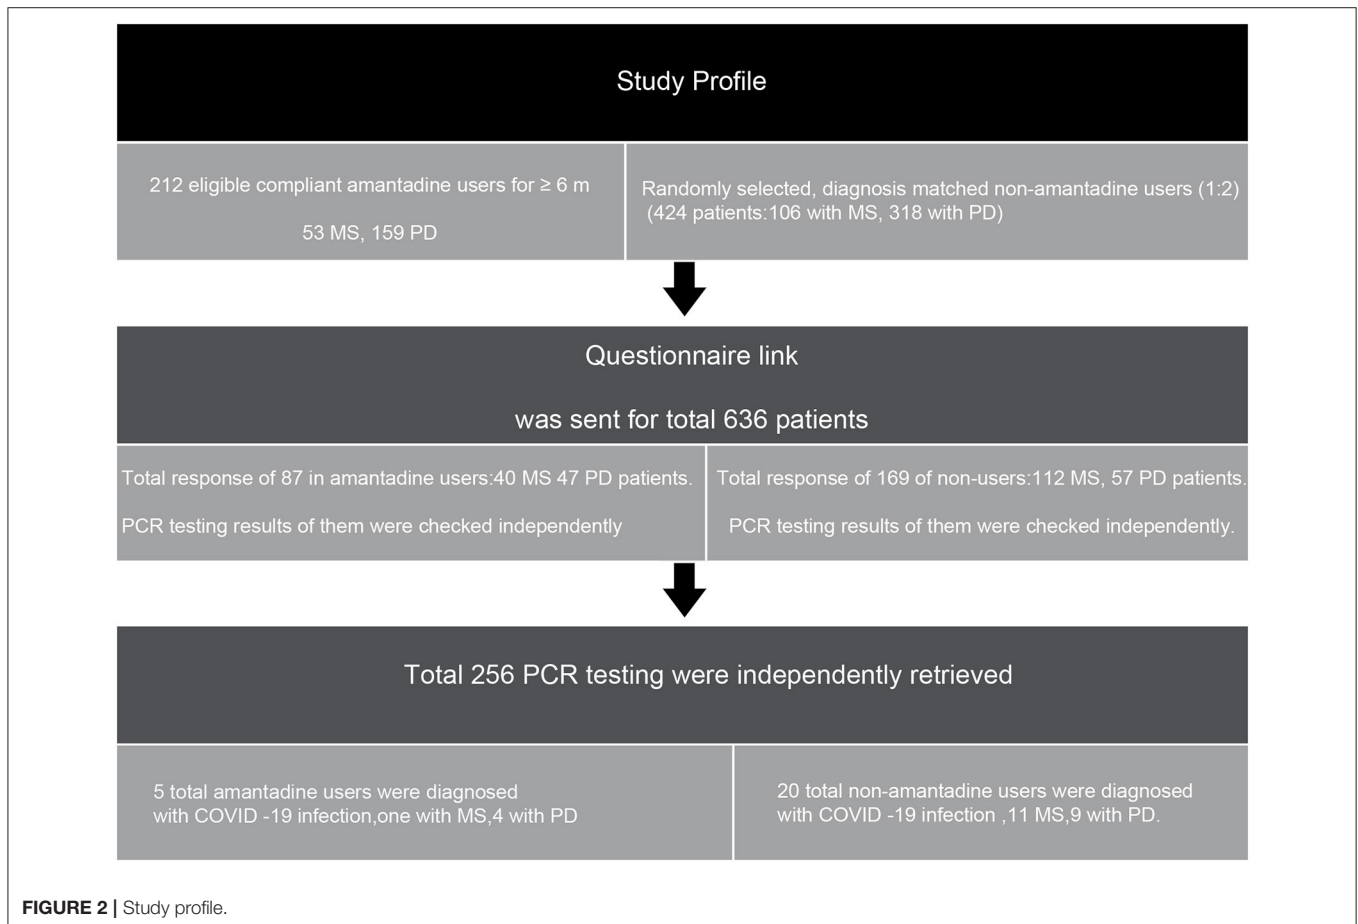 Study Profile
212 eligible compliant amantadine users for ≥ 6 m
53 MS, 159 PD
Randomly selected, diagnosis matched non-amantadine users (1:2)
(424 patients:106 with MS, 318 with PD)
Questionnaire link
was sent for total 636 patients
Total response of 87 in amantadine users:40 MS 47 PD patients.
PCR testing results of them were checked independently
Total response of 169 of non-users:112 MS, 57 PD patients.
PCR testing results of them were checked independently.
Total 256 PCR testing were independently retrieved
5 total amantadine users were diagnosed
with COVID -19 infection,one with MS,4 with PD
20 total non-amantadine users were diagnosed
with COVID -19 infection ,11 MS,9 with PD.
FIGURE 2 | Study profile.